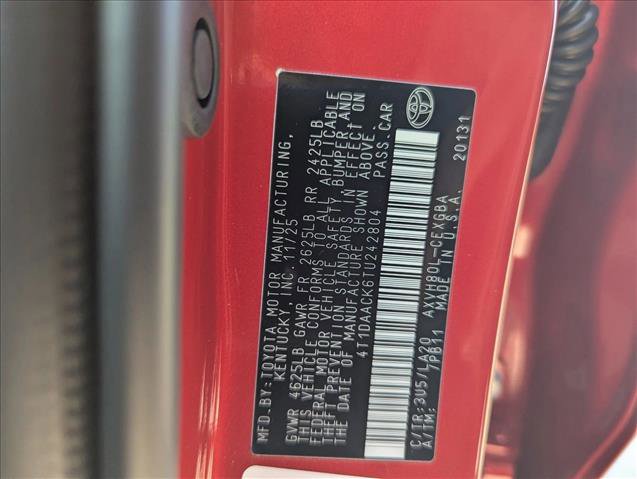 MFD.BY:TOYOTA MOTOR MANUFACTURING,
KENTUCKY, INC. 11/25
GVWR 4625LB GAWR FR 2625LB RR 2425LB
THIS VEHICLE CONFORMS TO ALL APPLICABLE
FEDERAL MOTOR VEHICLE SAFETY, BUMPER, AND
THEFT PREVENTION STANDARDS IN EFFECT ON
THE DATE OF MANUFACTURE SHOWN ABOVE.
4T1DAACK6TU242804 PASS.CAR
C/TR:3U5/LA20 AXVH80L-CEXGBA
A/TM: /PB11 MADE IN U.S.A. 20131